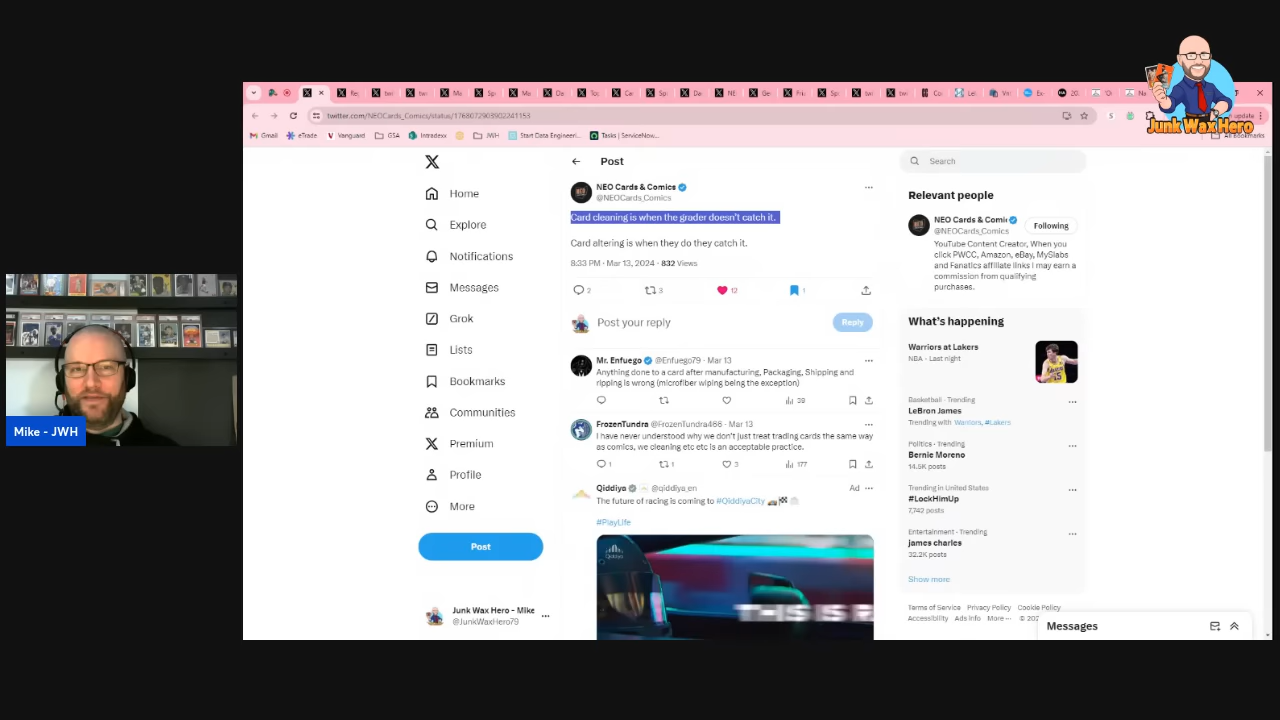 Junk Wax Hero
twitter.com/NEOCards_Comics/status/1768072903902241153
Gmail
eTrade
Vanguard
GSA
Intradexx
JWH
Start Data Engineeri...
Tasks | ServiceNow...
All Bookmarks
Home
Explore
Notifications
Messages
Grok
Lists
Bookmarks
Communities
Premium
Profile
More
Post
Junk Wax Hero - Mike
@JunkWaxHero79
Post
NEO Cards & Comics
@NEOCards_Comics
Card cleaning is when the grader doesn't catch it.
Card altering is when they do they catch it.
8:33 PM · Mar 13, 2024 · 832 Views
2 3 12 1
Post your reply
Reply
Mr. Enfuego @Enfuego79 · Mar 13
Anything done to a card after manufacturing, Packaging, Shipping and
ripping is wrong (microfiber wiping being the exception)
39
FrozenTundra @FrozenTundra466 · Mar 13
I have never understood why we don't just treat trading cards the same way
as comics, we cleaning etc etc is an acceptable practice.
1 1 3 177
Qiddiya @qiddiya_en
Ad
The future of racing is coming to #QiddiyaCity
#PlayLife
Qiddiya
THIS IS
Search
Relevant people
NEO Cards & Comic
@NEOCards_Comics
Following
YouTube Content Creator, When you
click PWCC, Amazon, eBay, MySlabs
and Fanatics affiliate links I may earn a
commission from qualifying
purchases.
What's happening
Warriors at Lakers
NBA · Last night
Basketball · Trending
LeBron James
Trending with Warriors, #Lakers
Politics · Trending
Bernie Moreno
14.5K posts
Trending in United States
#LockHimUp
7,742 posts
Entertainment · Trending
james charles
32.2K posts
Show more
Terms of Service Privacy Policy Cookie Policy
Accessibility Ads info More ··· © 202
Messages
Mike - JWH